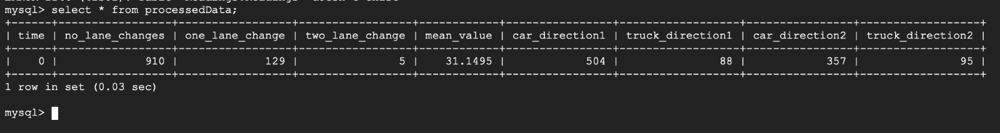 mysql> select * from processedData;
+------+-----------------+-----------------+-----------------+------------+----------------+------------------+----------------+------------------+
| time | no_lane_changes | one_lane_change | two_lane_change | mean_value | car_direction1 | truck_direction1 | car_direction2 | truck_direction2 |
+------+-----------------+-----------------+-----------------+------------+----------------+------------------+----------------+------------------+
| 0 | 910 | 129 | 5 | 31.1495 | 504 | 88 | 357 | 95 |
+------+-----------------+-----------------+-----------------+------------+----------------+------------------+----------------+------------------+
1 row in set (0.03 sec)
mysql>